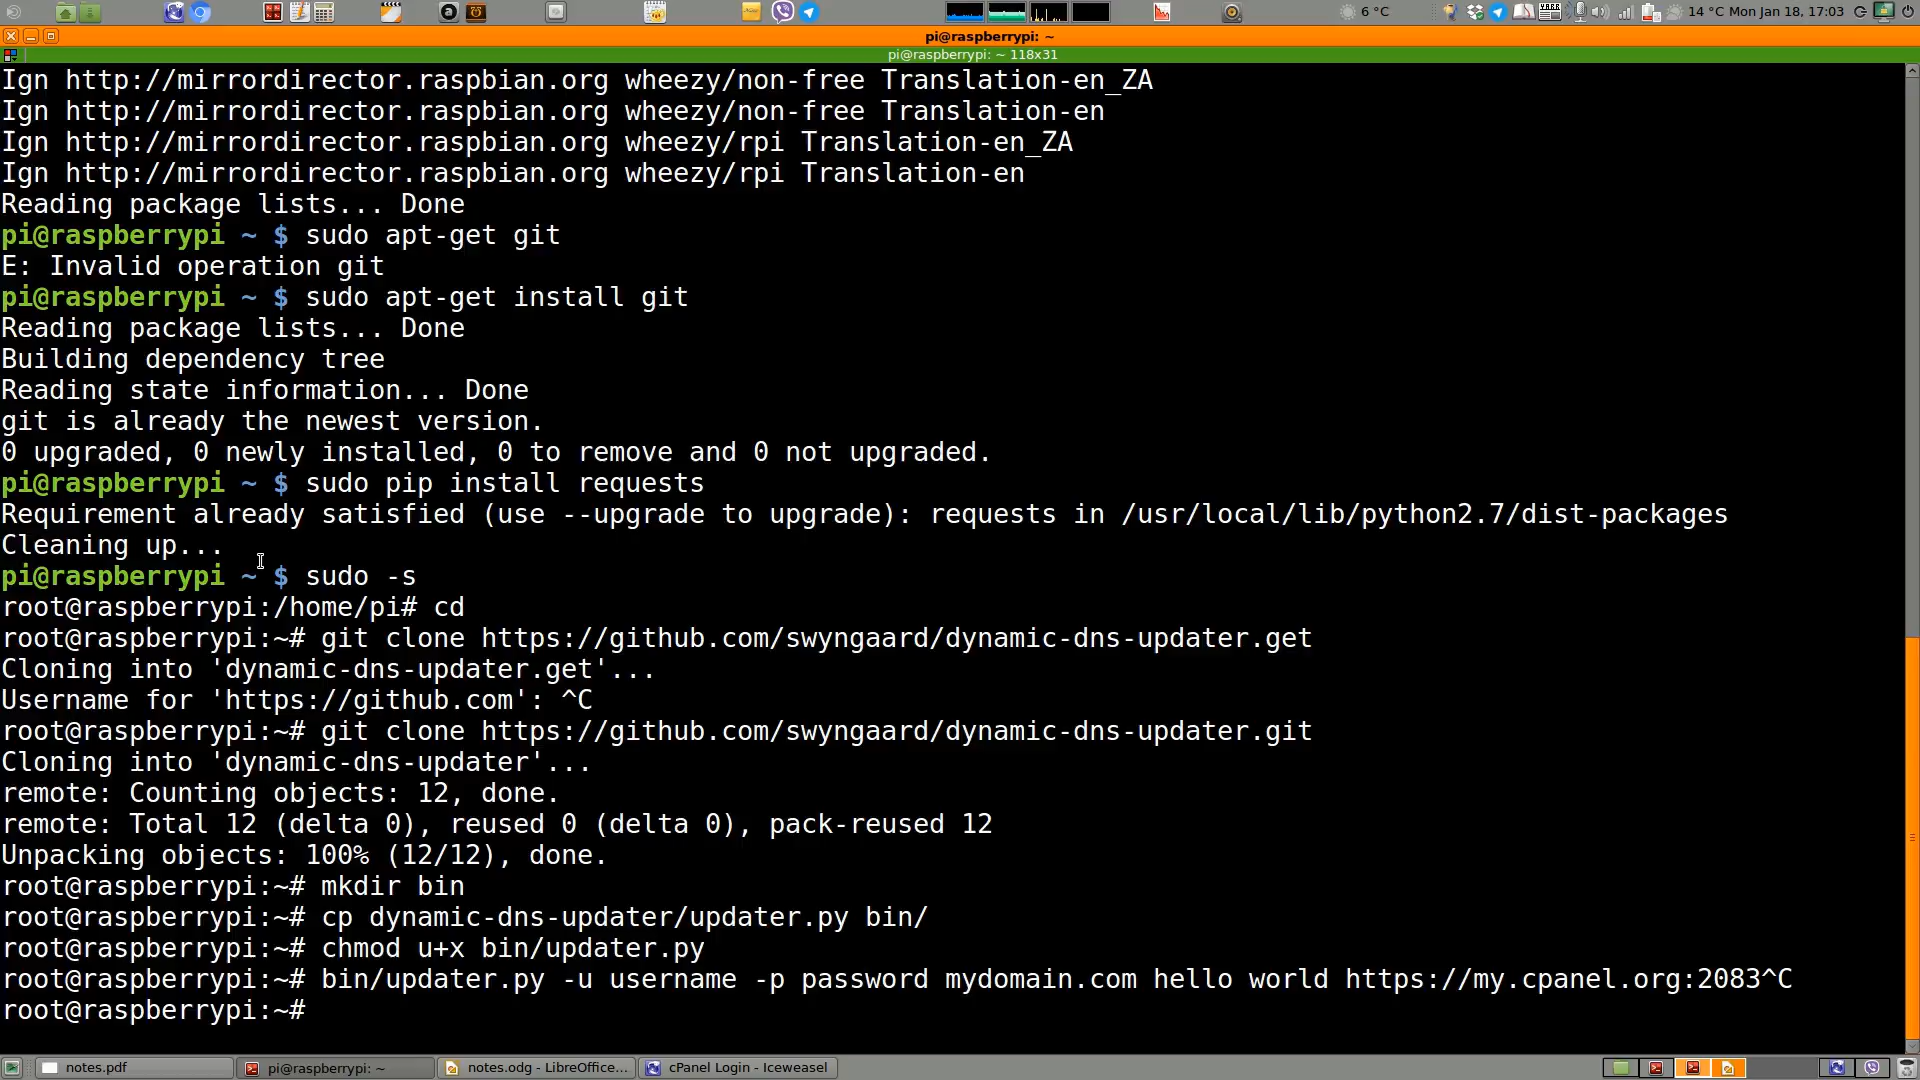 6 °C
14 °C Mon Jan 18, 17:03
pi@raspberrypi: ~
pi@raspberrypi: ~ 118x31
Ign http://mirrordirector.raspbian.org wheezy/non-free Translation-en_ZA
Ign http://mirrordirector.raspbian.org wheezy/non-free Translation-en
Ign http://mirrordirector.raspbian.org wheezy/rpi Translation-en_ZA
Ign http://mirrordirector.raspbian.org wheezy/rpi Translation-en
Reading package lists... Done
pi@raspberrypi ~ $ sudo apt-get git
E: Invalid operation git
pi@raspberrypi ~ $ sudo apt-get install git
Reading package lists... Done
Building dependency tree
Reading state information... Done
git is already the newest version.
0 upgraded, 0 newly installed, 0 to remove and 0 not upgraded.
pi@raspberrypi ~ $ sudo pip install requests
Requirement already satisfied (use --upgrade to upgrade): requests in /usr/local/lib/python2.7/dist-packages
Cleaning up...
pi@raspberrypi ~ $ sudo -s
root@raspberrypi:/home/pi# cd
root@raspberrypi:~# git clone https://github.com/swyngaard/dynamic-dns-updater.get
Cloning into 'dynamic-dns-updater.get'...
Username for 'https://github.com': ^C
root@raspberrypi:~# git clone https://github.com/swyngaard/dynamic-dns-updater.git
Cloning into 'dynamic-dns-updater'...
remote: Counting objects: 12, done.
remote: Total 12 (delta 0), reused 0 (delta 0), pack-reused 12
Unpacking objects: 100% (12/12), done.
root@raspberrypi:~# mkdir bin
root@raspberrypi:~# cp dynamic-dns-updater/updater.py bin/
root@raspberrypi:~# chmod u+x bin/updater.py
root@raspberrypi:~# bin/updater.py -u username -p password mydomain.com hello world https://my.cpanel.org:2083^C
root@raspberrypi:~#
notes.pdf
pi@raspberrypi: ~
notes.odg - LibreOffice...
cPanel Login - Iceweasel